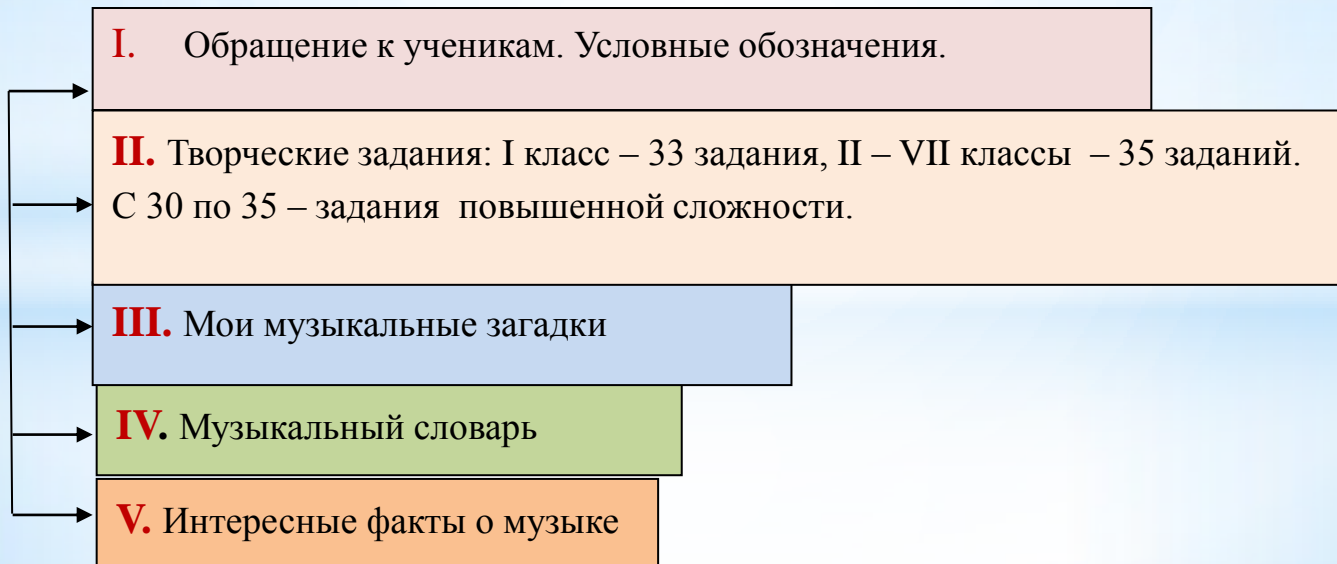 I. Обращение к ученикам. Условные обозначения.
II. Творческие задания: I класс – 33 задания, II – VII классы – 35 заданий.
С 30 по 35 – задания повышенной сложности.
III. Мои музыкальные загадки
IV. Музыкальный словарь
V. Интересные факты о музыке